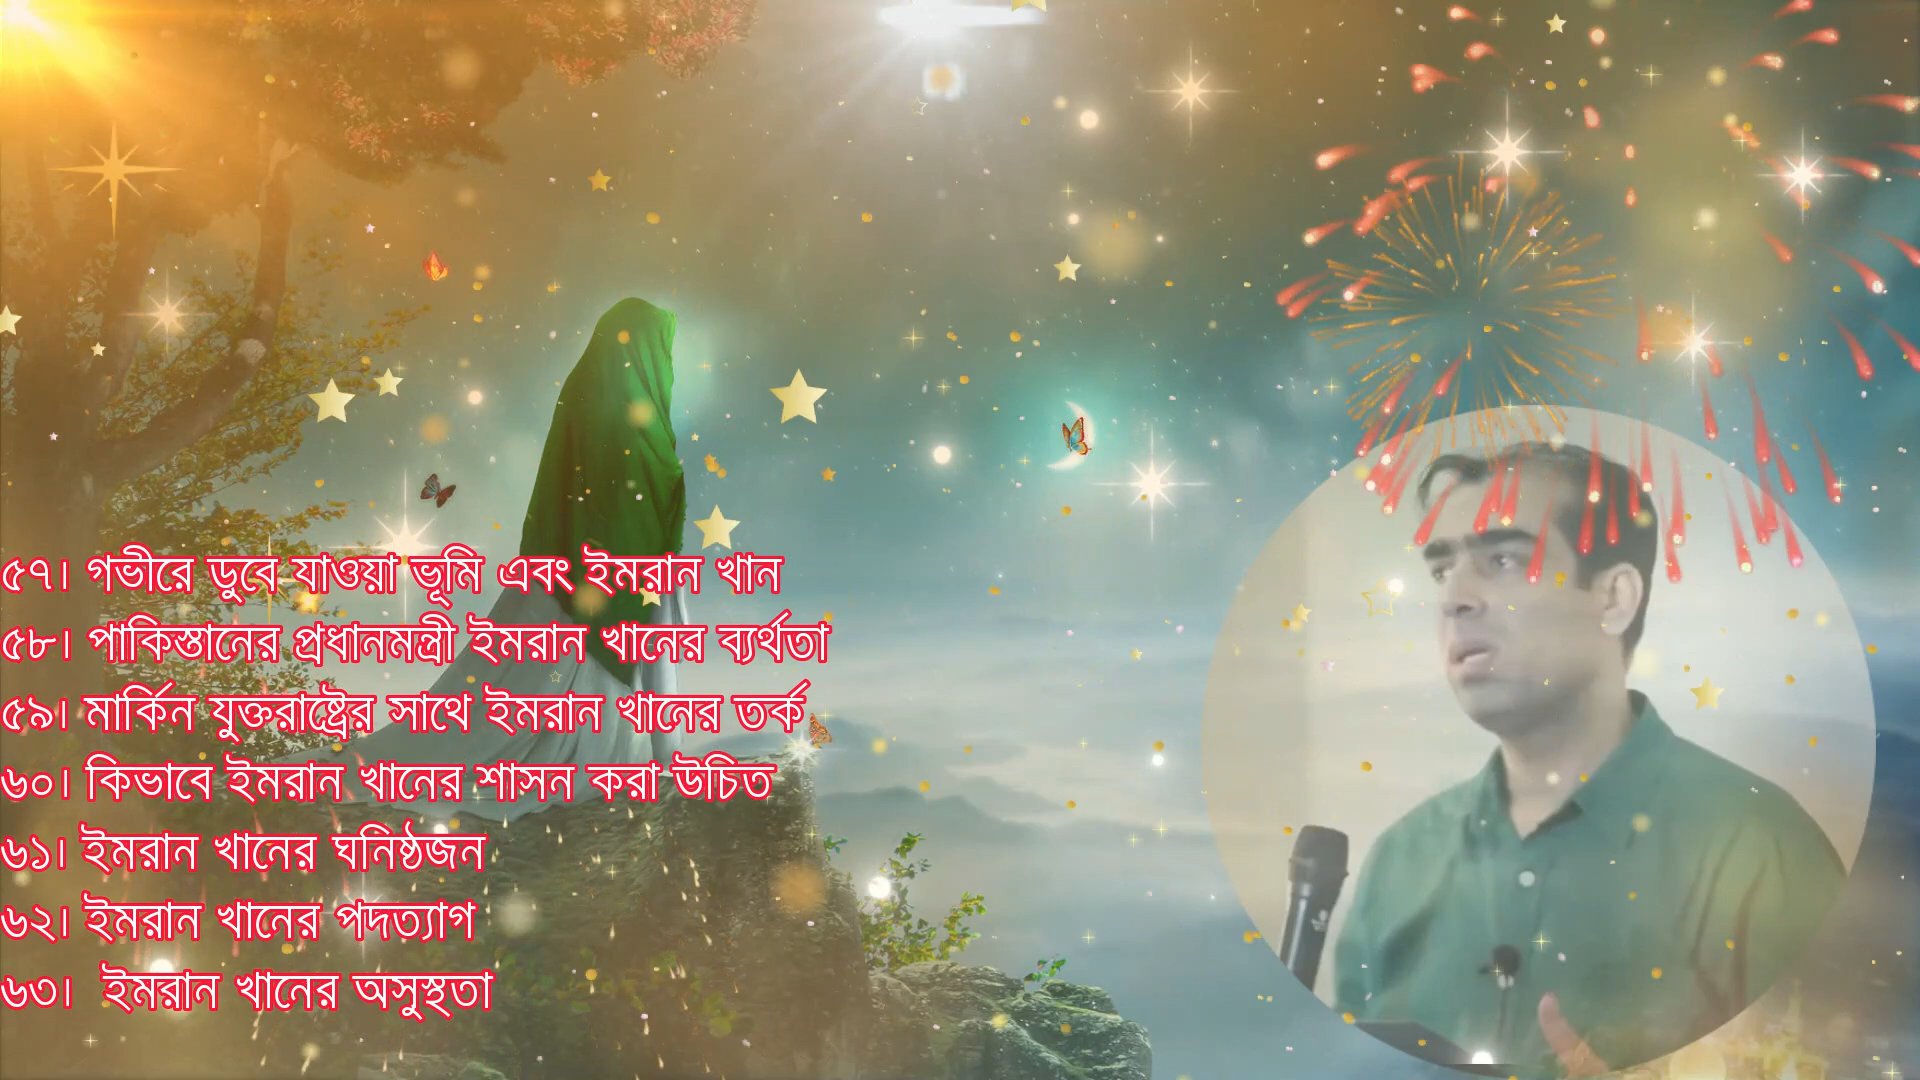 ৫৭। গভীরে ডুবে যাওয়া ভূমি এবং ইমরান খান
৫৮। পাকিস্তানের প্রধানমন্ত্রী ইমরান খানের ব্যর্থতা
৫৯। মার্কিন যুক্তরাষ্ট্রের সাথে ইমরান খানের তর্ক
৬০। কিভাবে ইমরান খানের শাসন করা উচিত
৬১। ইমরান খানের ঘনিষ্ঠজন
৬২। ইমরান খানের পদত্যাগ
৬৩। ইমরান খানের অসুস্থতা